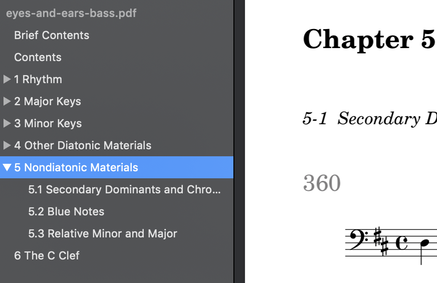 eyes-and-ears-bass.pdf
Brief Contents
Contents
1 Rhythm
2 Major Keys
3 Minor Keys
4 Other Diatonic Materials
5 Nondiatonic Materials
5.1 Secondary Dominants and Chro...
5.2 Blue Notes
5.3 Relative Minor and Major
6 The C Clef
Chapter 5
5-1 Secondary D
360